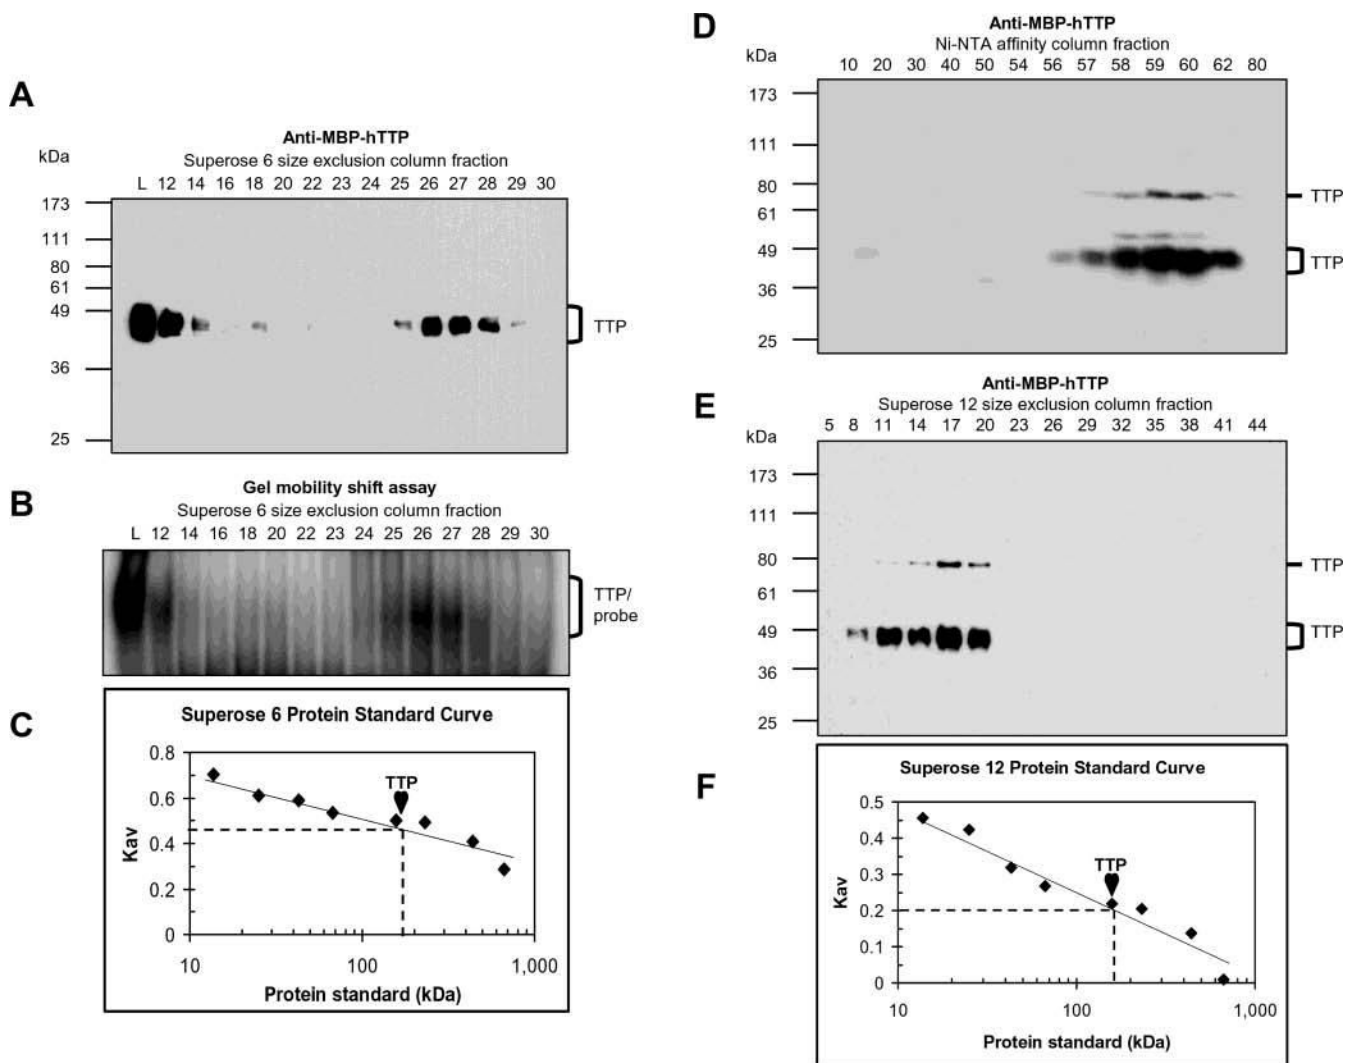 A
Anti-MBP-hTTP
Superose 6 size exclusion column fraction
kDa
L 12 14 16 18 20 22 23 24 25 26 27 28 29 30
173
111
80
61
49
36
25
TTP
B
Gel mobility shift assay
Superose 6 size exclusion column fraction
L 12 14 16 18 20 22 23 24 25 26 27 28 29 30
TTP/
probe
C
Superose 6 Protein Standard Curve
0.8
0.6
0.4
0.2
0
Kav
TTP
10 100 1,000
Protein standard (kDa)
D
Anti-MBP-hTTP
Ni-NTA affinity column fraction
kDa
10 20 30 40 50 54 56 57 58 59 60 62 80
173
111
80
61
49
36
25
TTP
TTP
E
Anti-MBP-hTTP
Superose 12 size exclusion column fraction
5 8 11 14 17 20 23 26 29 32 35 38 41 44
kDa
173
111
80
61
49
36
25
TTP
TTP
F
Superose 12 Protein Standard Curve
0.5
0.4
0.3
0.2
0.1
0
Kav
TTP
10 100 1,000
Protein standard (kDa)